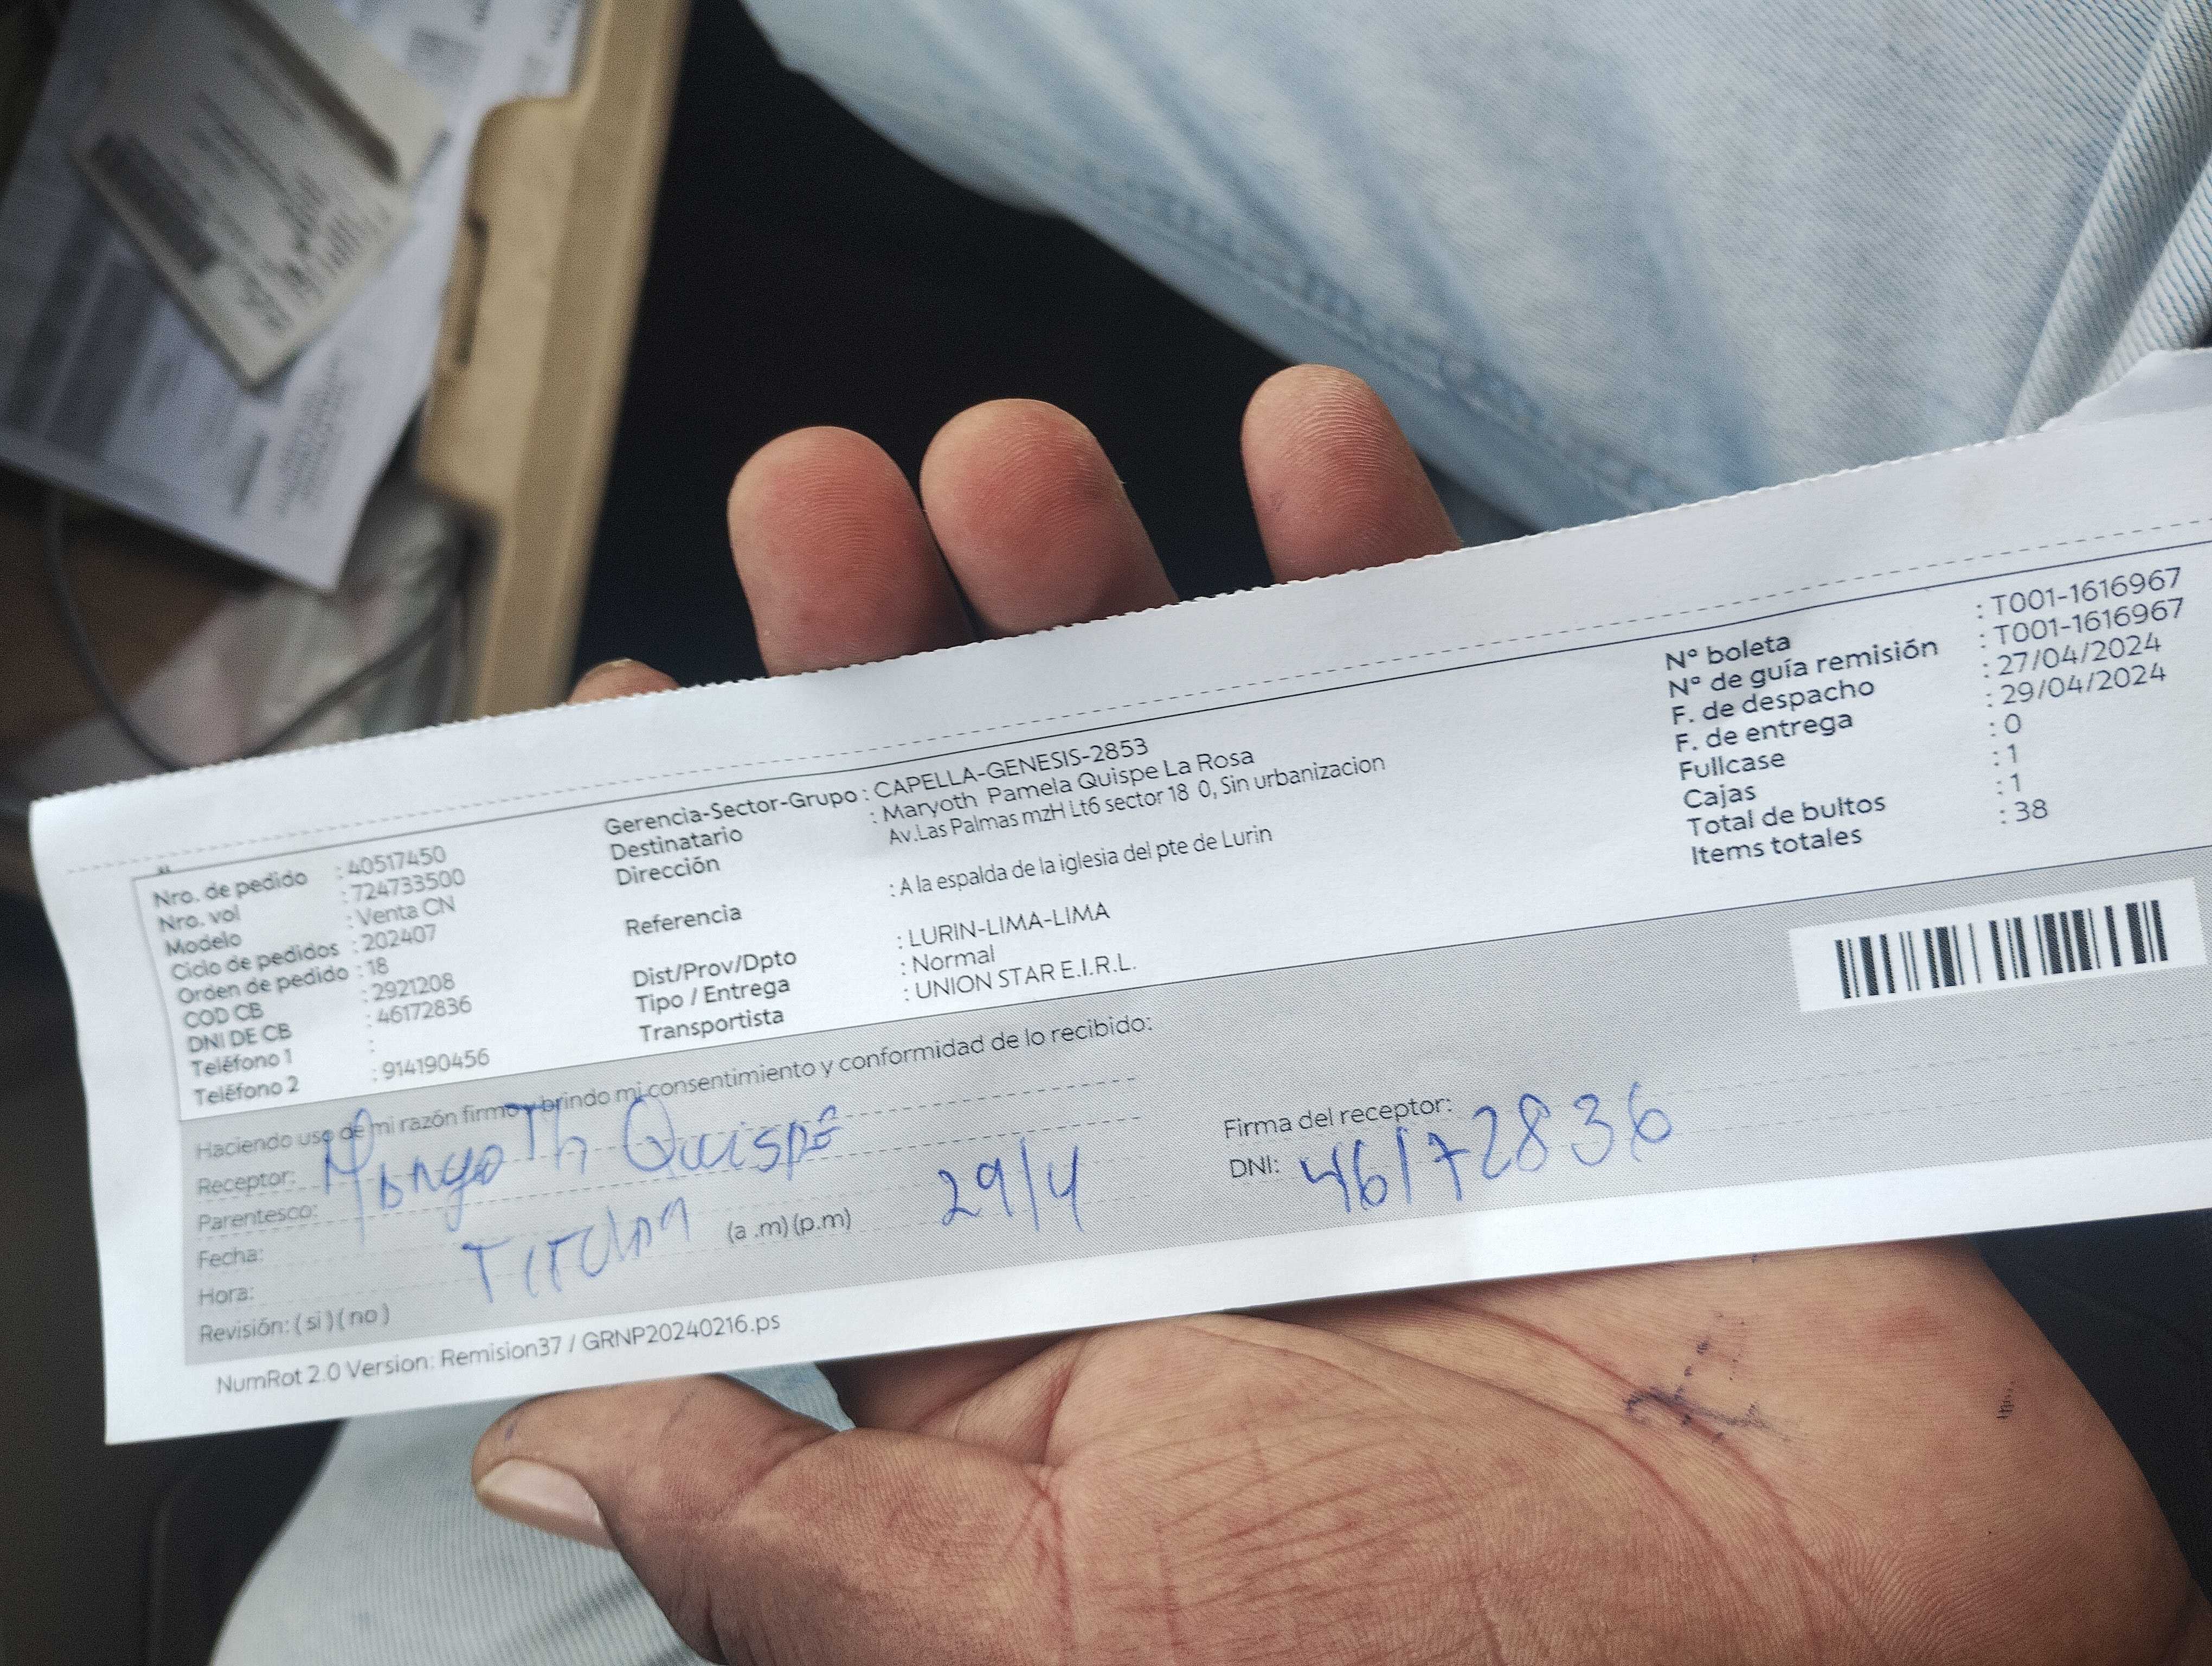 Nro. de pedido : 40517450
Nro. vol : 724733500
Modelo : Venta CN
Ciclo de pedidos : 202407
Orden de pedido : 18
COD CB : 2921208
DNI DE CB : 46172836
Teléfono 1 :
Teléfono 2 : 914190456
Gerencia-Sector-Grupo : CAPELLA-GENESIS-2853
Destinatario : Maryoth Pamela Quispe La Rosa
Dirección Av.Las Palmas mzH Lt6 sector 18 0, Sin urbanizacion
Referencia : A la espalda de la iglesia del pte de Lurin
Dist/Prov/Dpto : LURIN-LIMA-LIMA
Tipo / Entrega : Normal
Transportista : UNION STAR E.I.R.L.
N° boleta : T001-1616967
N° de guía remisión : T001-1616967
F. de despacho : 27/04/2024
F. de entrega : 29/04/2024
Fullcase : 0
Cajas : 1
Total de bultos : 1
Items totales : 38
Haciendo uso de mi razón firmo y brindo mi consentimiento y conformidad de lo recibido:
Receptor: Quispe
Parentesco:
Fecha: 29/4
Hora: (a .m) (p.m)
Revisión: ( si ) ( no )
Firma del receptor:
DNI: 46172836
NumRot 2.0 Version: Remision37 / GRNP20240216.ps